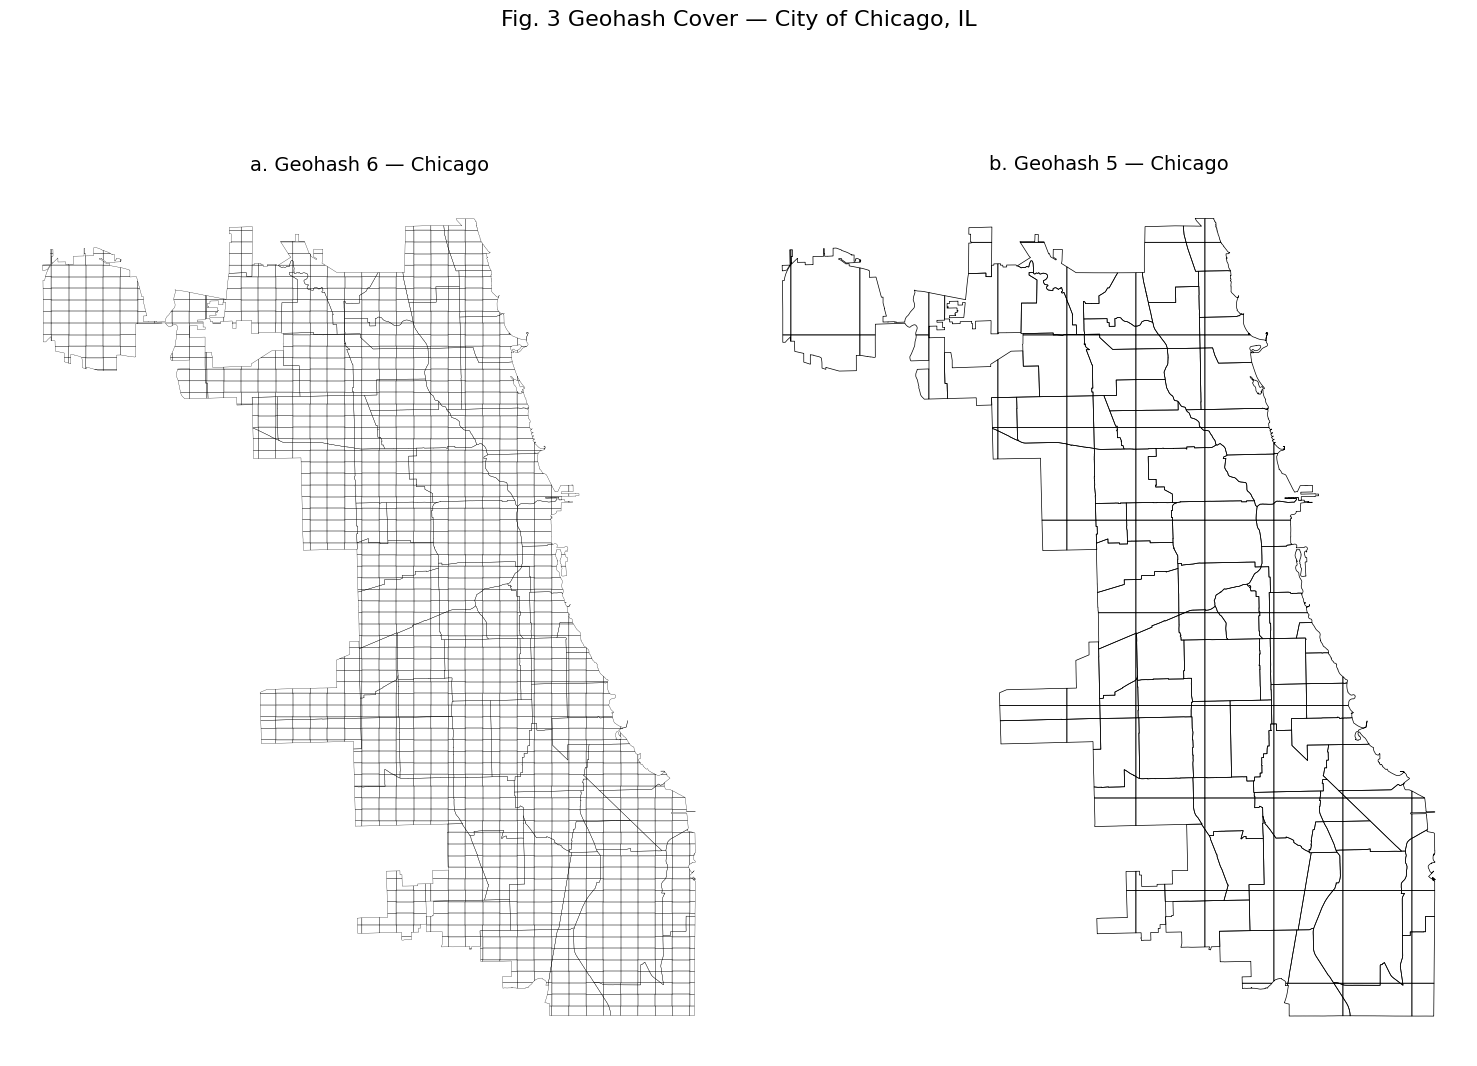 Fig. 3 Geohash Cover — City of Chicago, IL
a. Geohash 6 — Chicago
b. Geohash 5 — Chicago